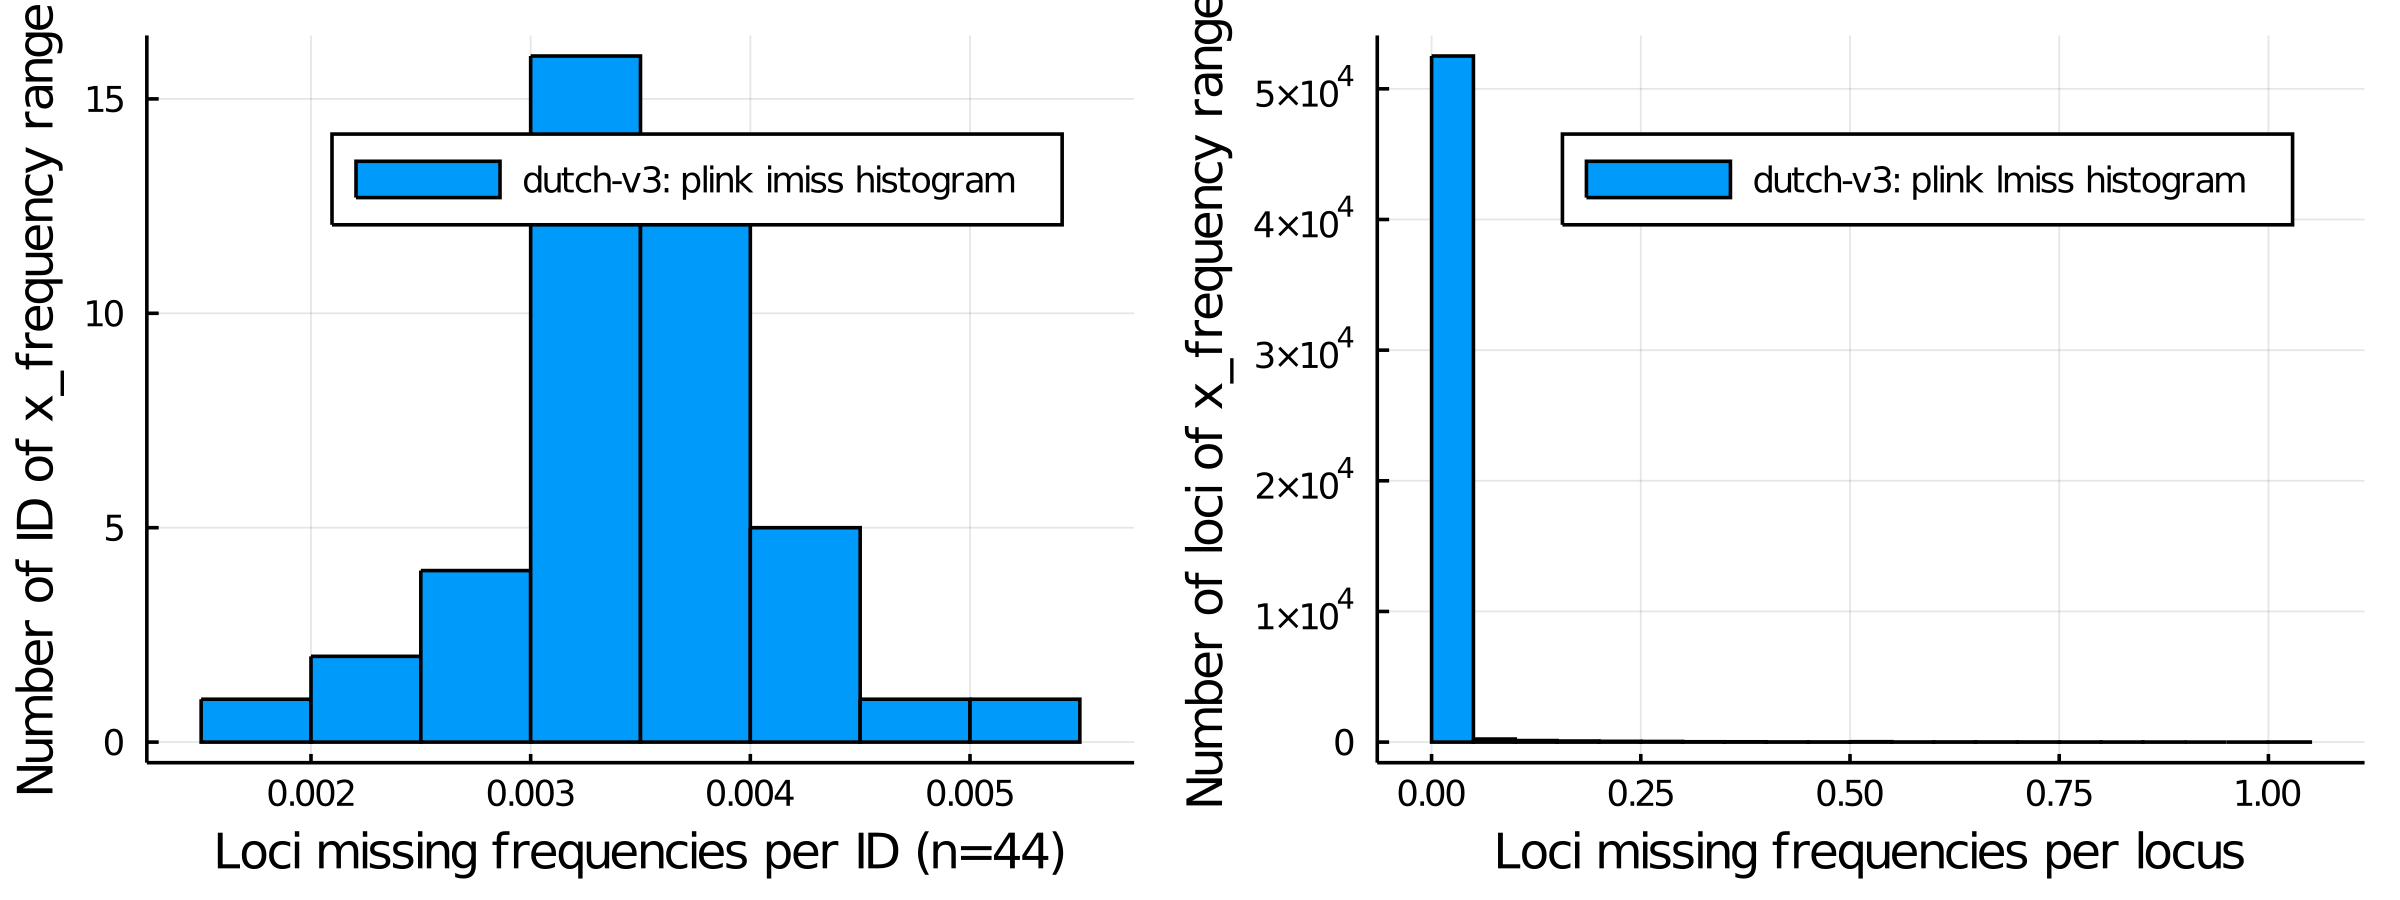 Number of ID of x_frequency range
15
10
5
0
dutch-v3: plink imiss histogram
0.002 0.003 0.004 0.005
Loci missing frequencies per ID (n=44)
Number of loci of x_frequency range
5×10⁴
4×10⁴
3×10⁴
2×10⁴
1×10⁴
0
dutch-v3: plink lmiss histogram
0.00 0.25 0.50 0.75 1.00
Loci missing frequencies per locus